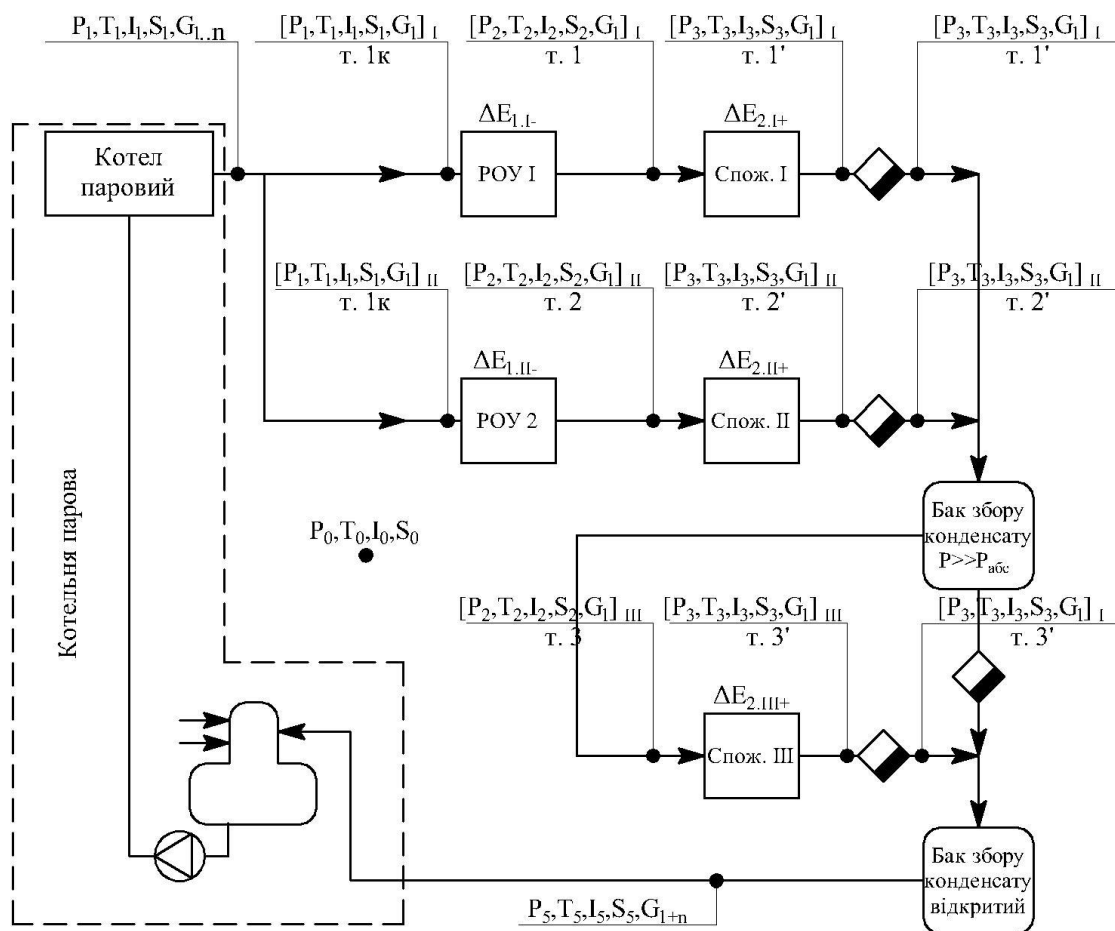 P₁,T₁,I₁,S₁,G₁..ₙ
[P₁,T₁,I₁,S₁,G₁] I
т. 1к
[P₂,T₂,I₂,S₂,G₁] I
т. 1
[P₃,T₃,I₃,S₃,G₁] I
т. 1'
[P₃,T₃,I₃,S₃,G₁] I
т. 1'
Котел
паровий
ΔE₁.I-
РОУ I
ΔE₂.I+
Спож. I
[P₁,T₁,I₁,S₁,G₁] II
т. 1к
[P₂,T₂,I₂,S₂,G₁] II
т. 2
[P₃,T₃,I₃,S₃,G₁] II
т. 2'
[P₃,T₃,I₃,S₃,G₁] II
т. 2'
ΔE₁.II-
РОУ 2
ΔE₂.II+
Спож. II
Котельня парова
P₀,T₀,I₀,S₀
Бак збору
конденсату
P>>Pабс
[P₂,T₂,I₂,S₂,G₁] III
т. 3
[P₃,T₃,I₃,S₃,G₁] III
т. 3'
[P₃,T₃,I₃,S₃,G₁] I
т. 3'
ΔE₂.III+
Спож. III
Бак збору
конденсату
відкритий
P₅,T₅,I₅,S₅,G₁₊ₙ